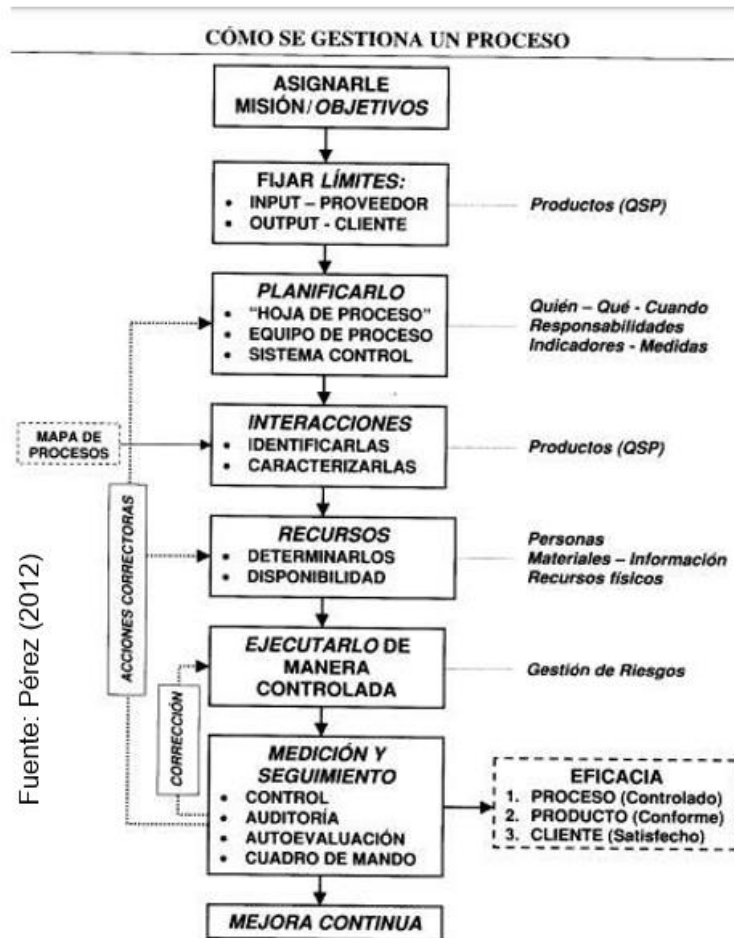 CÓMO SE GESTIONA UN PROCESO
ASIGNARLE
MISIÓN/OBJETIVOS
FIJAR LÍMITES:
• INPUT – PROVEEDOR
• OUTPUT - CLIENTE
Productos (QSP)
PLANIFICARLO
• "HOJA DE PROCESO"
• EQUIPO DE PROCESO
• SISTEMA CONTROL
Quién – Qué - Cuando
Responsabilidades
Indicadores - Medidas
MAPA DE
PROCESOS
INTERACCIONES
• IDENTIFICARLAS
• CARACTERIZARLAS
Productos (QSP)
ACCIONES CORRECTORAS
RECURSOS
• DETERMINARLOS
• DISPONIBILIDAD
Personas
Materiales – Información
Recursos físicos
EJECUTARLO DE
MANERA
CONTROLADA
Gestión de Riesgos
CORRECCIÓN
MEDICIÓN Y
SEGUIMIENTO
• CONTROL
• AUDITORÍA
• AUTOEVALUACIÓN
• CUADRO DE MANDO
EFICACIA
1. PROCESO (Controlado)
2. PRODUCTO (Conforme)
3. CLIENTE (Satisfecho)
MEJORA CONTINUA
Fuente: Pérez (2012)